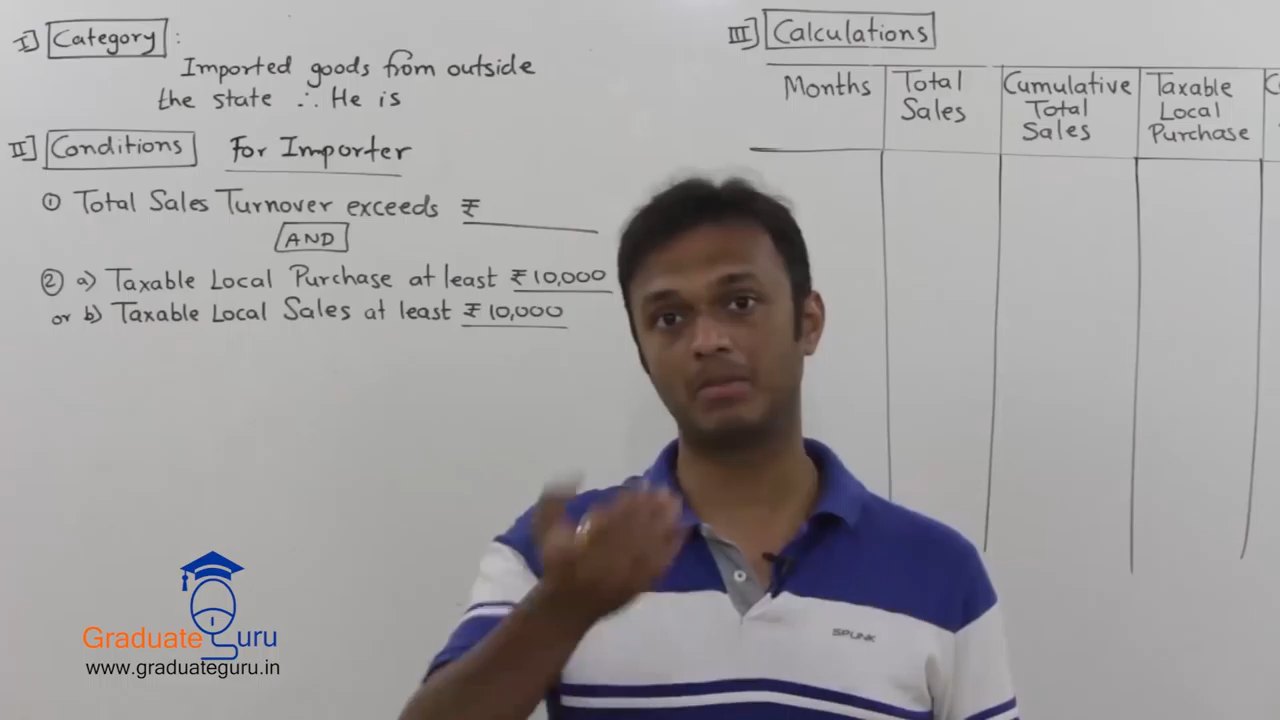 I] Category :
Imported goods from outside
the state ∴ He is
II] Conditions For Importer
① Total Sales Turnover exceeds ₹
AND
② a) Taxable Local Purchase at least ₹10,000
or b) Taxable Local Sales at least ₹10,000
III] Calculations
Months
Total
Sales
Cumulative
Total
Sales
Taxable
Local
Purchase
SPUNK
Graduate Guru
www.graduateguru.in